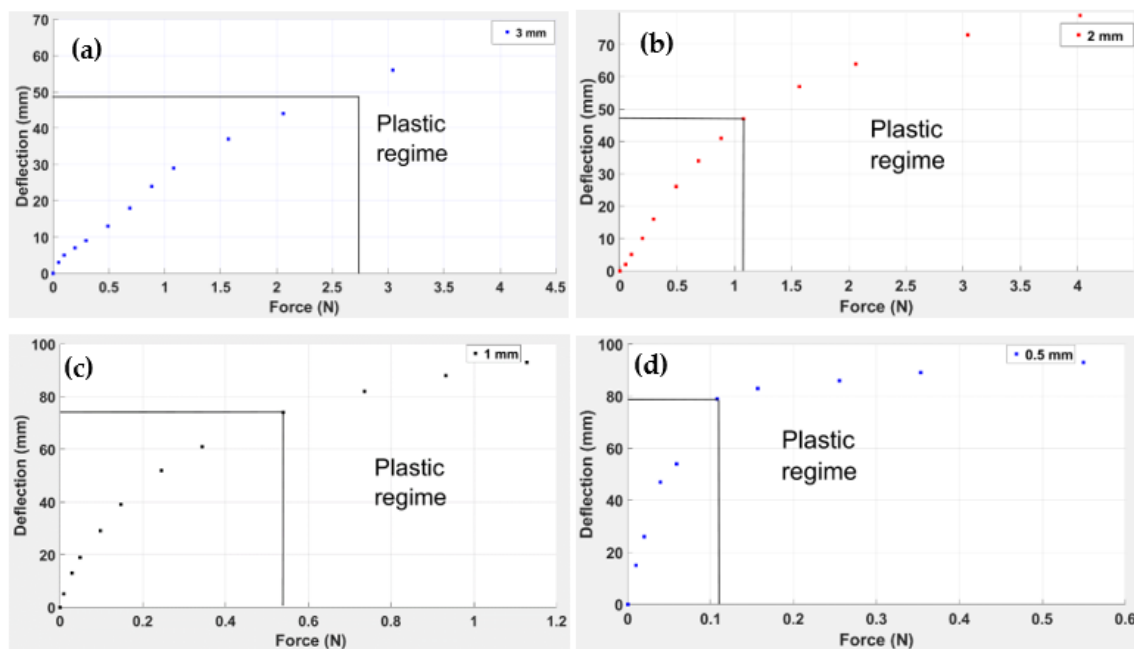 (a)
3 mm
70
60
50
40
30
20
10
0
Deflection (mm)
Plastic
regime
0 0.5 1 1.5 2 2.5 3 3.5 4 4.5
Force (N)
(b)
2 mm
70
60
50
40
30
20
10
0
Deflection (mm)
Plastic
regime
0 0.5 1 1.5 2 2.5 3 3.5 4
Force (N)
(c)
1 mm
100
80
60
40
20
0
Deflection (mm)
Plastic
regime
0 0.2 0.4 0.6 0.8 1 1.2
Force (N)
(d)
0.5 mm
100
80
60
40
20
0
Deflection (mm)
Plastic
regime
0 0.1 0.2 0.3 0.4 0.5 0.6
Force (N)